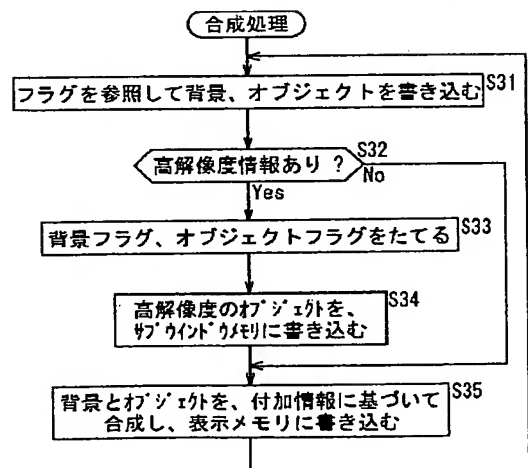 合成処理
フラグを参照して背景、オブジェクトを書き込む
S31
高解像度情報あり ?
S32
No
Yes
背景フラグ、オブジェクトフラグをたてる
S33
高解像度のｵﾌﾞｼﾞｪｸﾄを、
ｻﾌﾞｳｲﾝﾄﾞｳﾒﾓﾘに書き込む
S34
背景とｵﾌﾞｼﾞｪｸﾄを、付加情報に基づいて
合成し、表示メモリに書き込む
S35